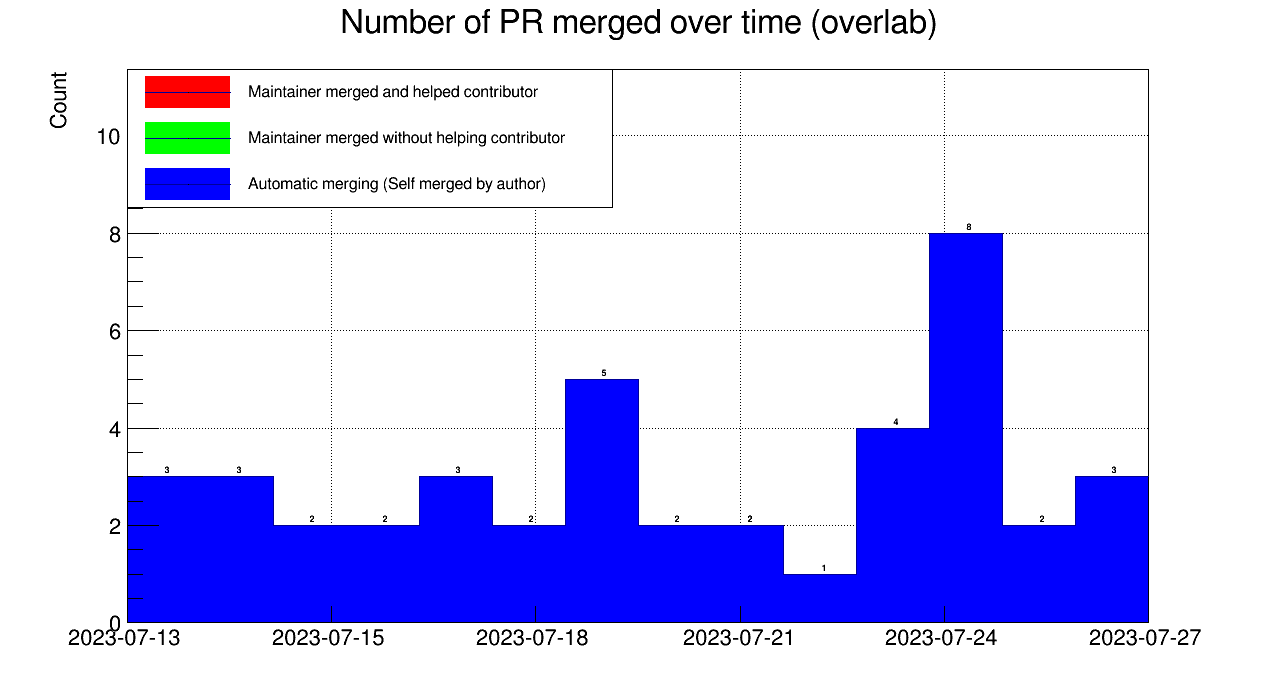 Number of PR merged over time (overlab)
Count
Maintainer merged and helped contributor
Maintainer merged without helping contributor
Automatic merging (Self merged by author)
10
8
6
4
2
0
3 3 2 2 3 2 5 2 2 1 4 8 2 3
2023-07-13 2023-07-15 2023-07-18 2023-07-21 2023-07-24 2023-07-27